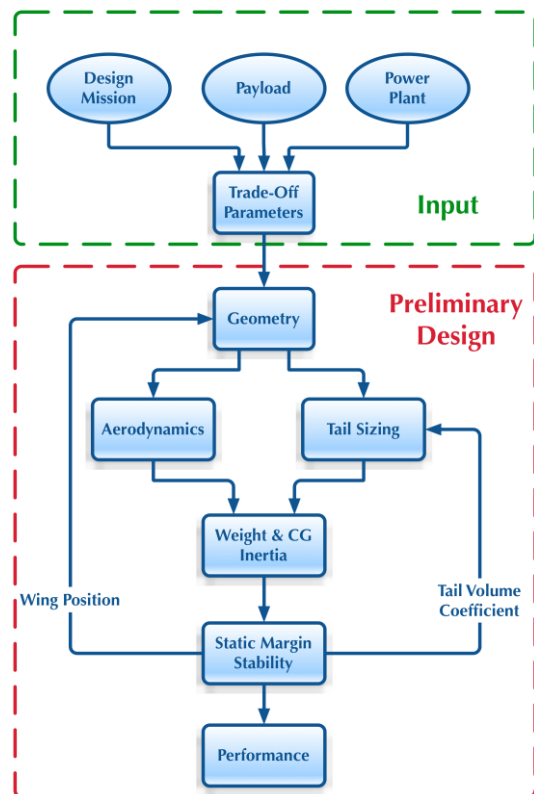 Design
Mission
Payload
Power
Plant
Trade-Off
Parameters
Input
Geometry
Preliminary
Design
Aerodynamics
Tail Sizing
Weight & CG
Inertia
Wing Position
Tail Volume
Coefficient
Static Margin
Stability
Performance